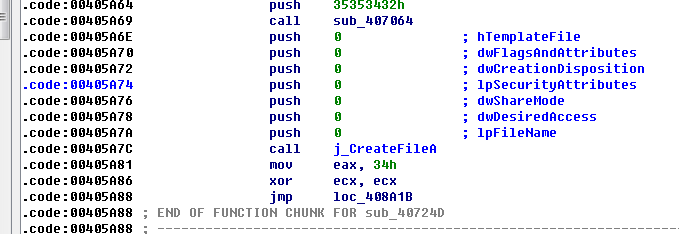 .code:00405A64 push 35353432h
.code:00405A69 call sub_407064
.code:00405A6E push 0 ; hTemplateFile
.code:00405A70 push 0 ; dwFlagsAndAttributes
.code:00405A72 push 0 ; dwCreationDisposition
.code:00405A74 push 0 ; lpSecurityAttributes
.code:00405A76 push 0 ; dwShareMode
.code:00405A78 push 0 ; dwDesiredAccess
.code:00405A7A push 0 ; lpFileName
.code:00405A7C call j_CreateFileA
.code:00405A81 mov eax, 34h
.code:00405A86 xor ecx, ecx
.code:00405A88 jmp loc_408A1B
.code:00405A88 ; END OF FUNCTION CHUNK FOR sub_40724D
.code:00405A88 ; ---------------------------------------------------------------------------